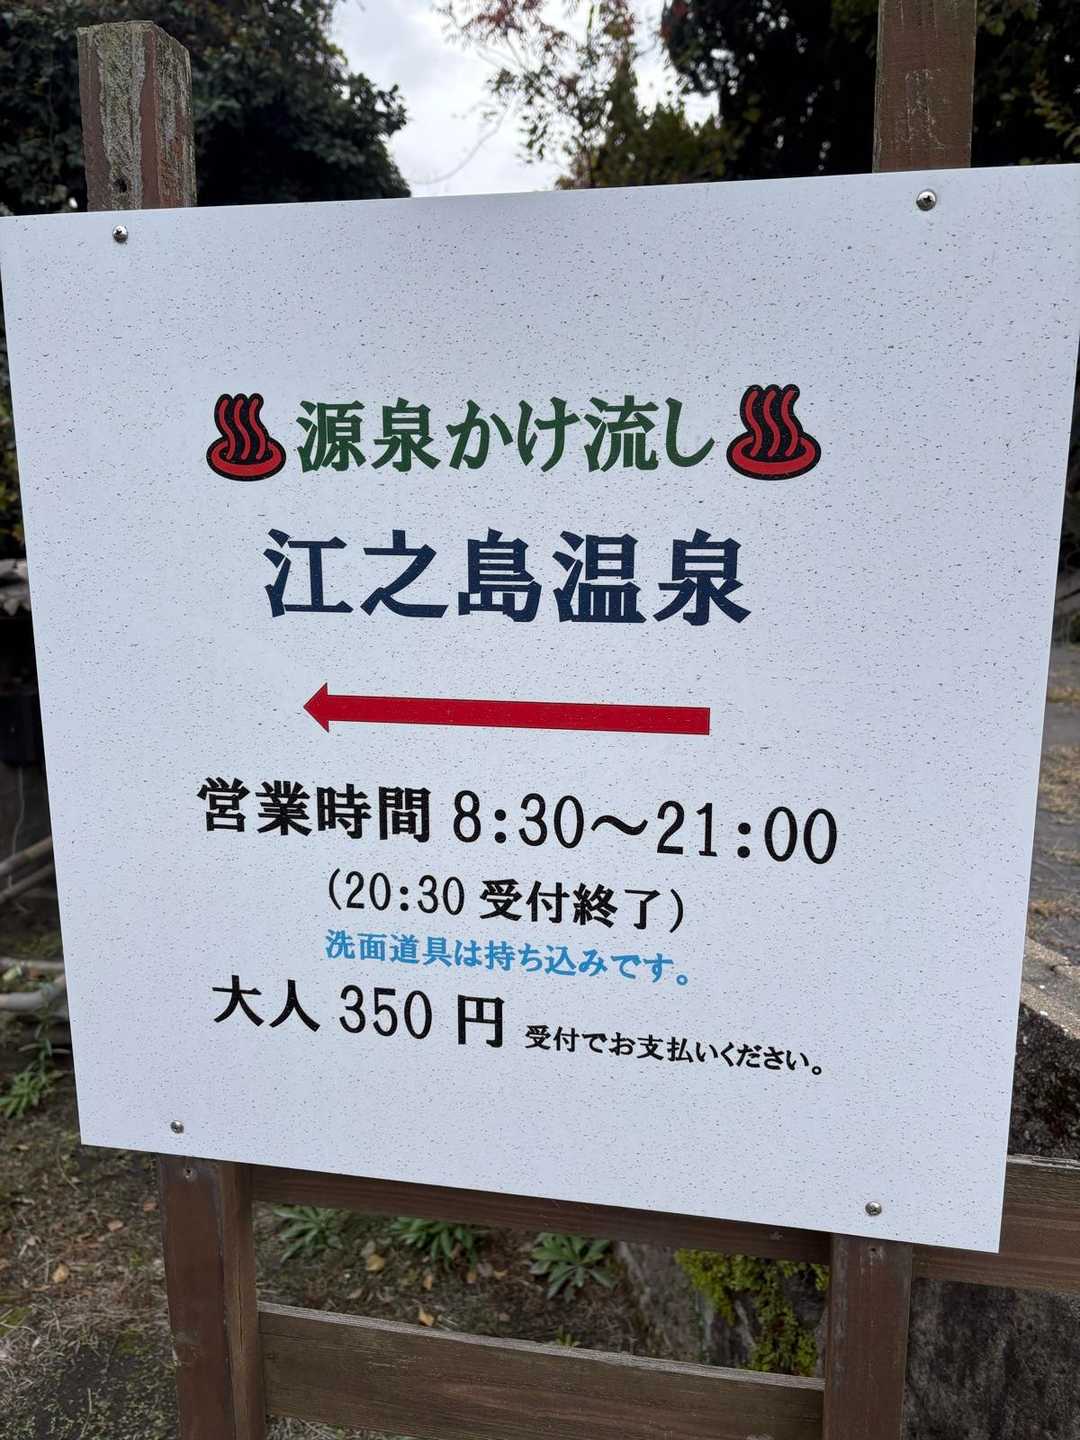 源泉かけ流し
江之島温泉
営業時間 8:30～21:00
(20:30 受付終了)
洗面道具は持ち込みです。
大人 350 円 受付でお支払いください。